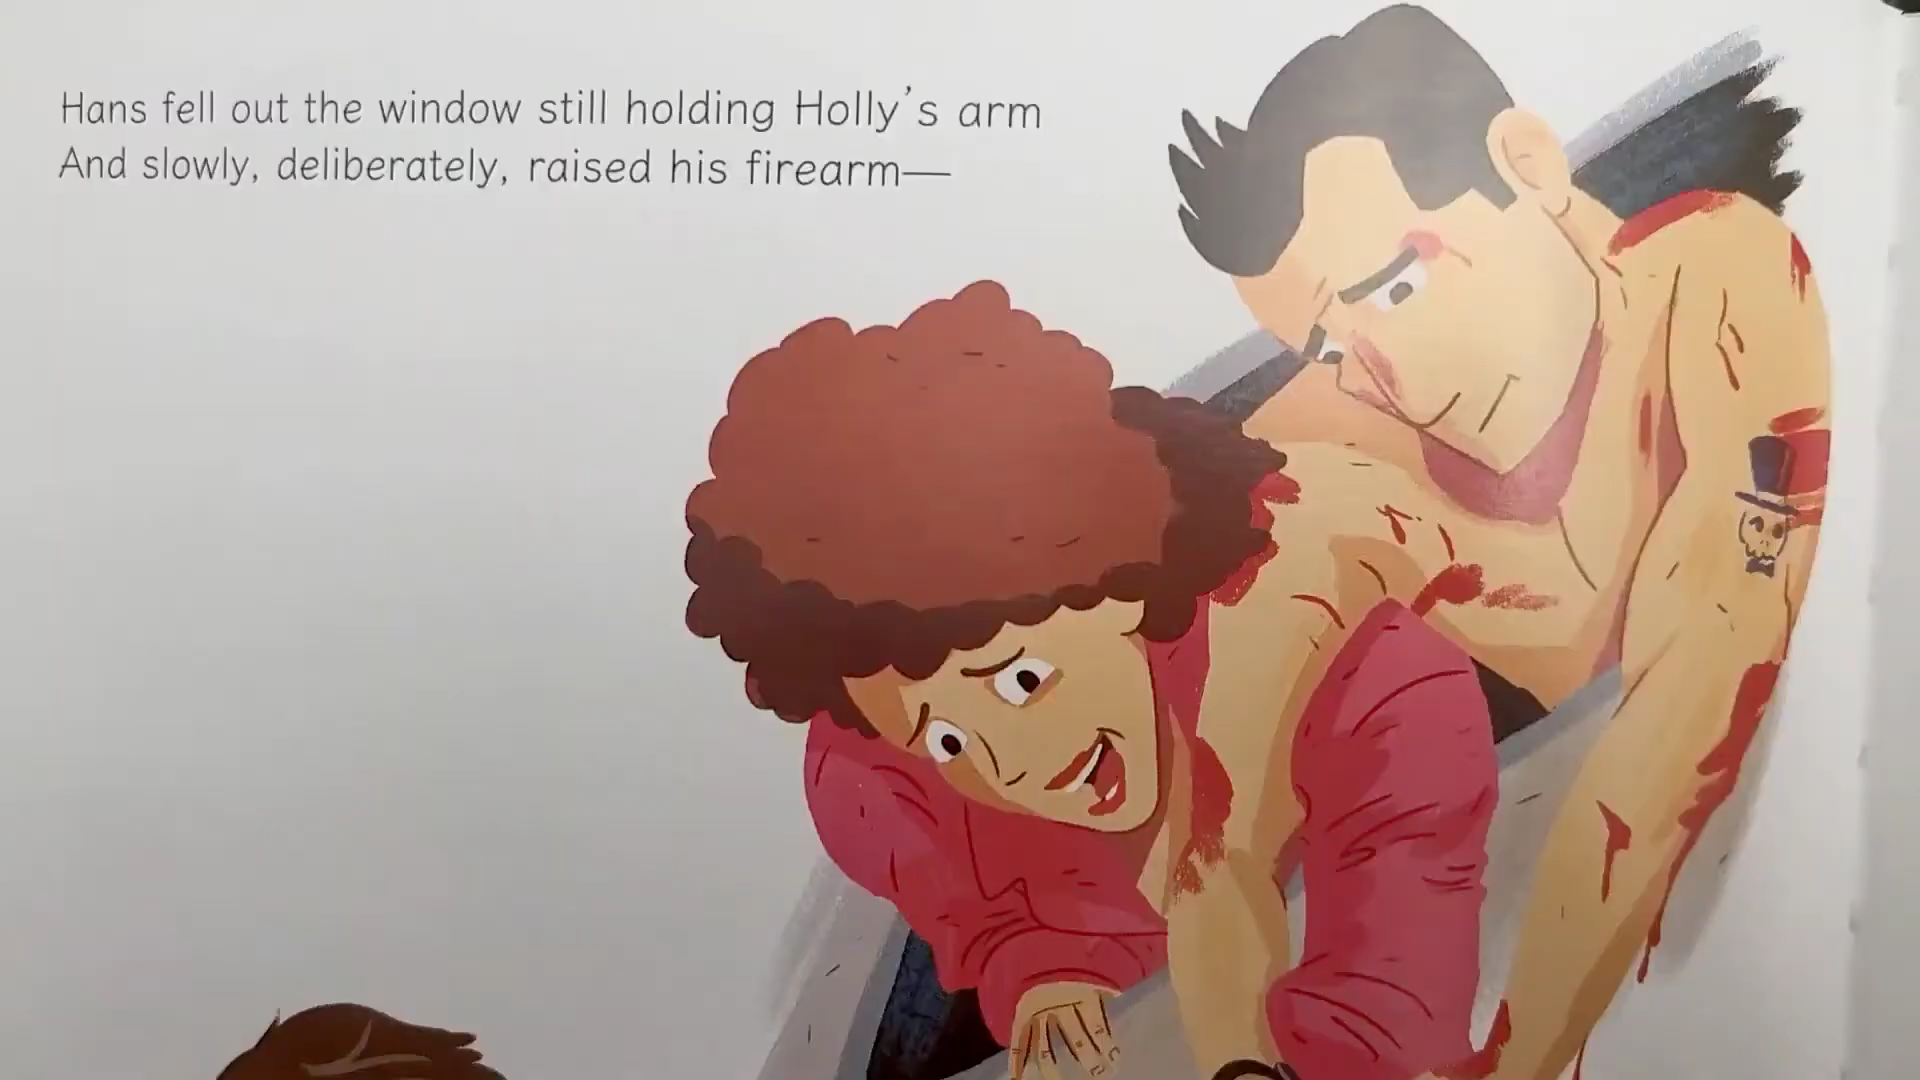 Hans fell out the window still holding Holly’s arm
And slowly, deliberately, raised his firearm—